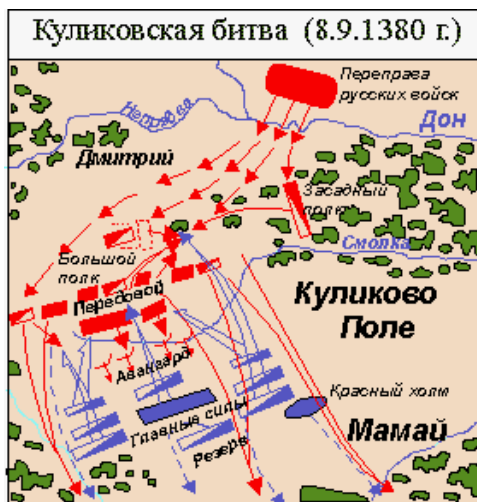 Куликовская битва (8.9.1380 г.)
Переправа
русских войск
Непрядва
Дон
Дмитрий
Засадный
полк
Большой
полк
Смолка
Передовой
Куликово
Поле
Авангард
Красный холм
Главные силы
Мамай
Резерв